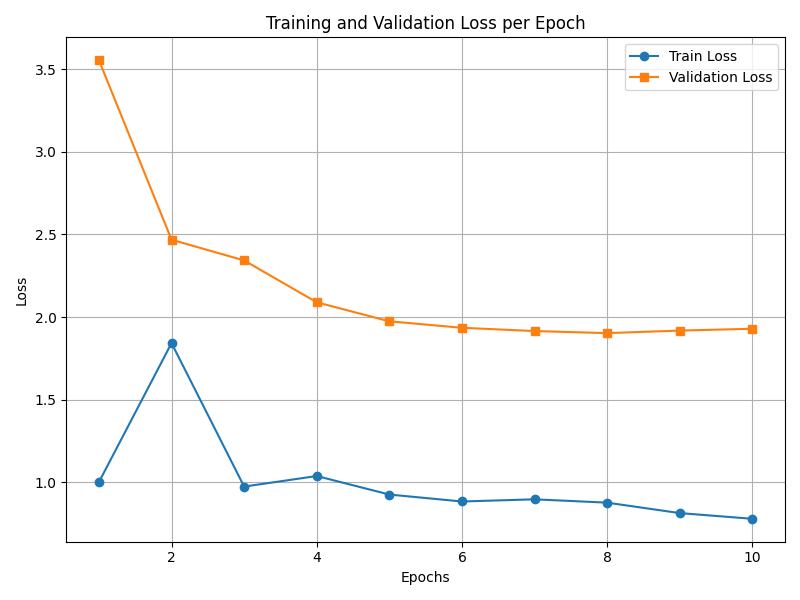 Training and Validation Loss per Epoch
Train Loss
Validation Loss
3.5
3.0
2.5
2.0
1.5
1.0
Loss
2 4 6 8 10
Epochs